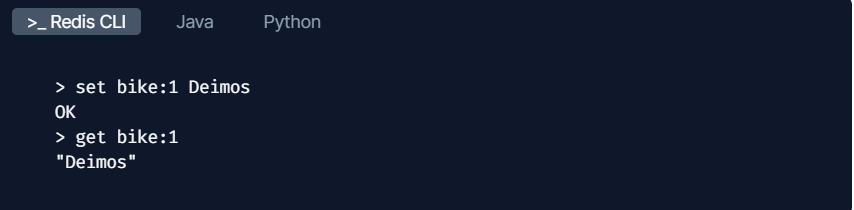 >_ Redis CLI Java Python
> set bike:1 Deimos
OK
> get bike:1
"Deimos"